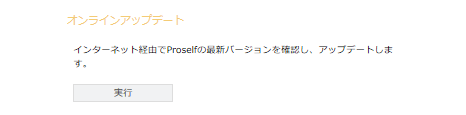 オンラインアップデート
インターネット経由でProselfの最新バージョンを確認し、アップデートしま
す。
実行